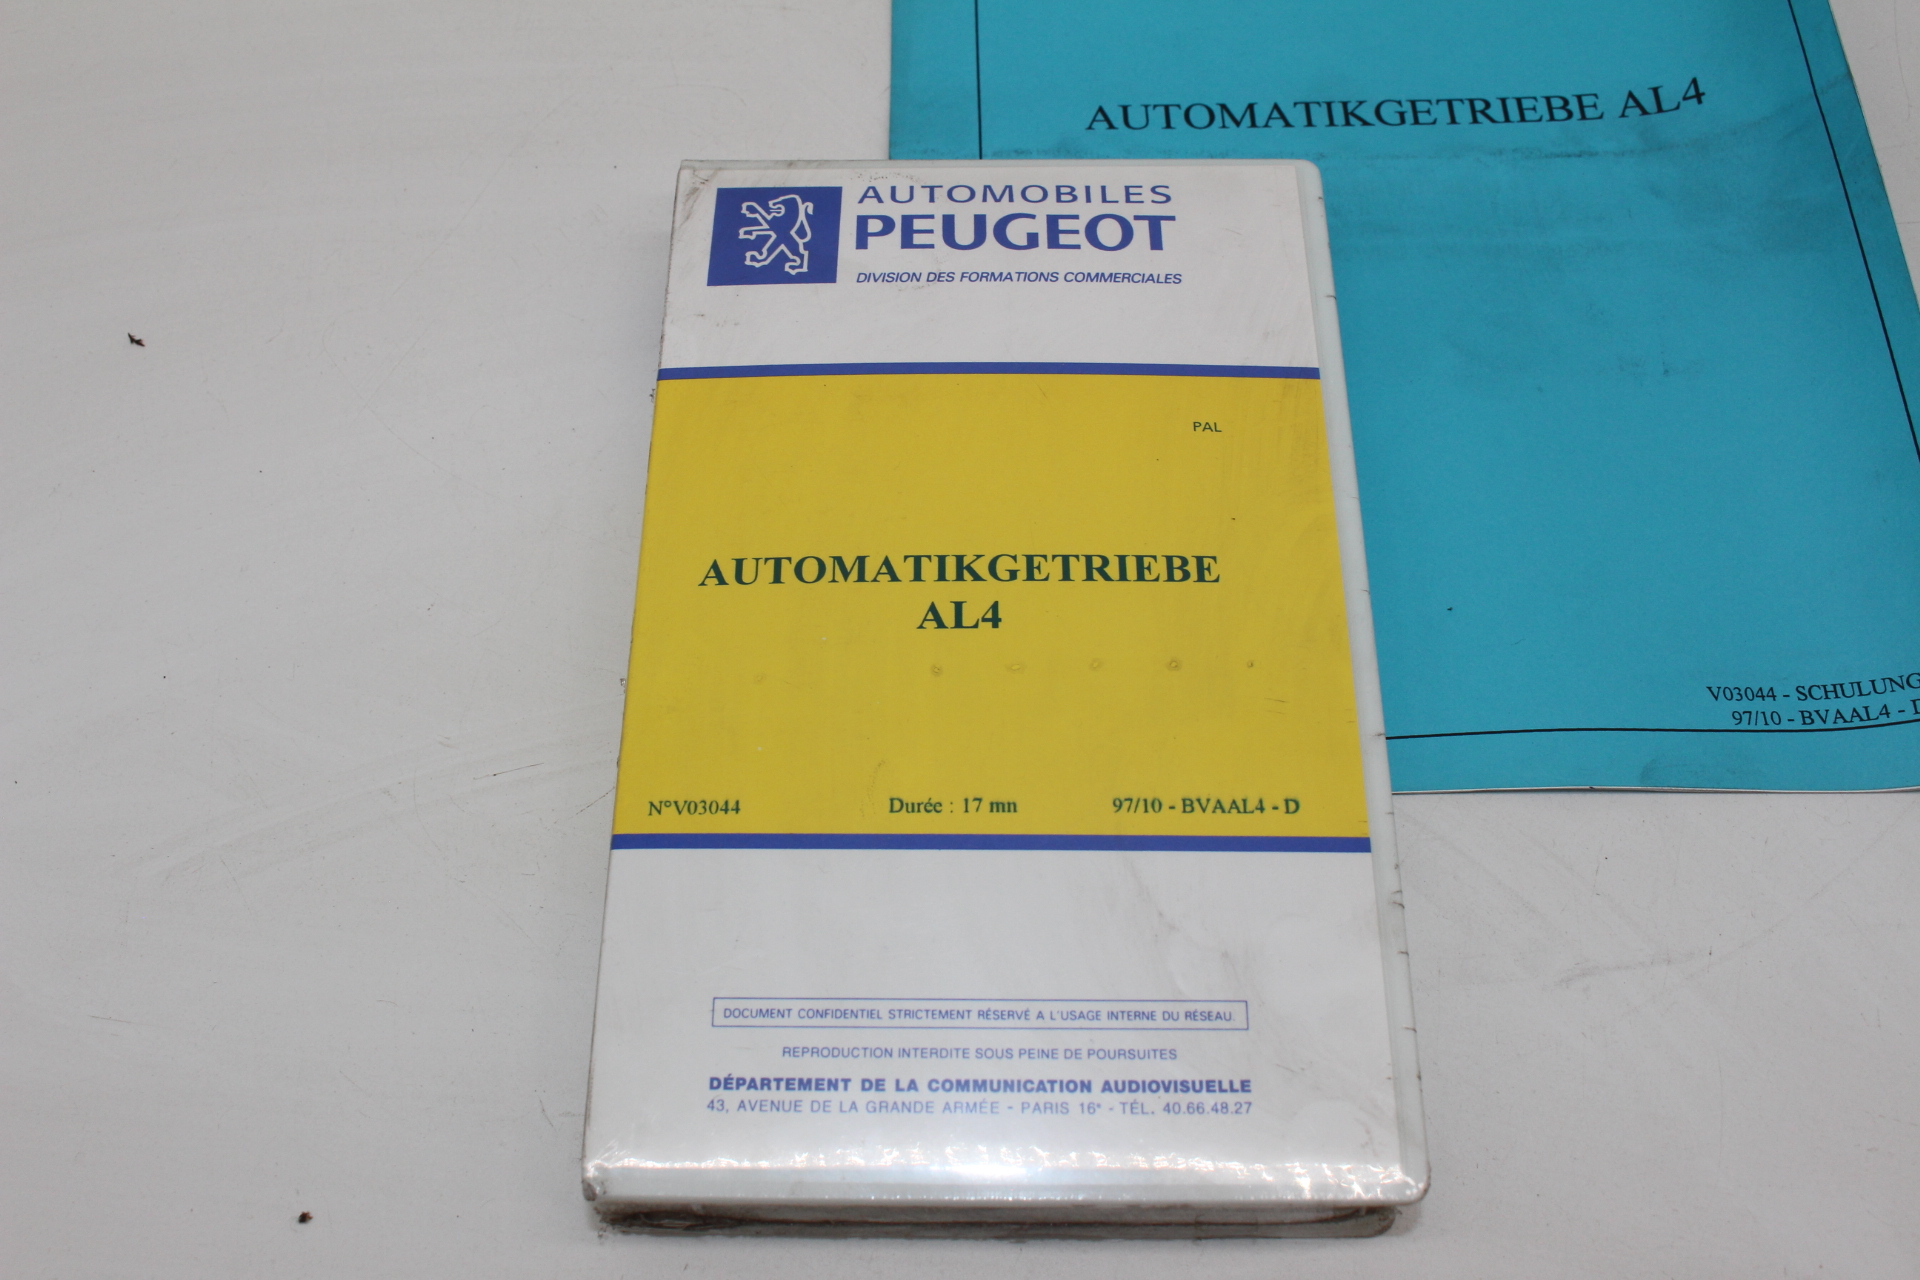 AUTOMATIKGETRIEBE AL4
V03044 - SCHULUNG
97/10 - BVAAL4 -
AUTOMOBILES
PEUGEOT
DIVISION DES FORMATIONS COMMERCIALES
PAL
AUTOMATIKGETRIEBE
AL4
N°V03044 Durée : 17 mn 97/10 - BVAAL4 - D
DOCUMENT CONFIDENTIEL STRICTEMENT RÉSERVÉ A L'USAGE INTERNE DU RÉSEAU.
REPRODUCTION INTERDITE SOUS PEINE DE POURSUITES
DÉPARTEMENT DE LA COMMUNICATION AUDIOVISUELLE
43, AVENUE DE LA GRANDE ARMÉE - PARIS 16e - TÉL. 40.66.48.27